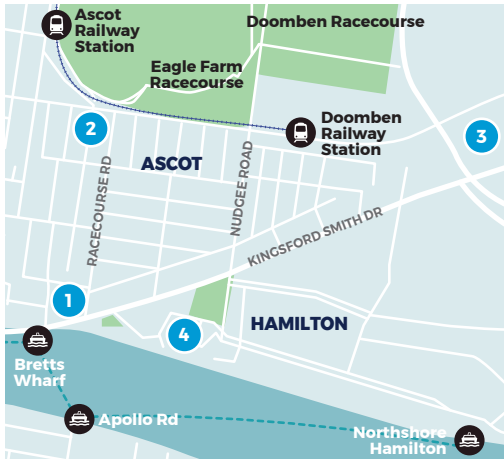 Ascot
Railway
Station
Doomben Racecourse
Eagle Farm
Racecourse
2
Doomben
Railway
Station
3
ASCOT
RACECOURSE RD
NUDGEE ROAD
KINGSFORD SMITH DR
1
4
HAMILTON
Bretts
Wharf
Apollo Rd
Northshore
Hamilton